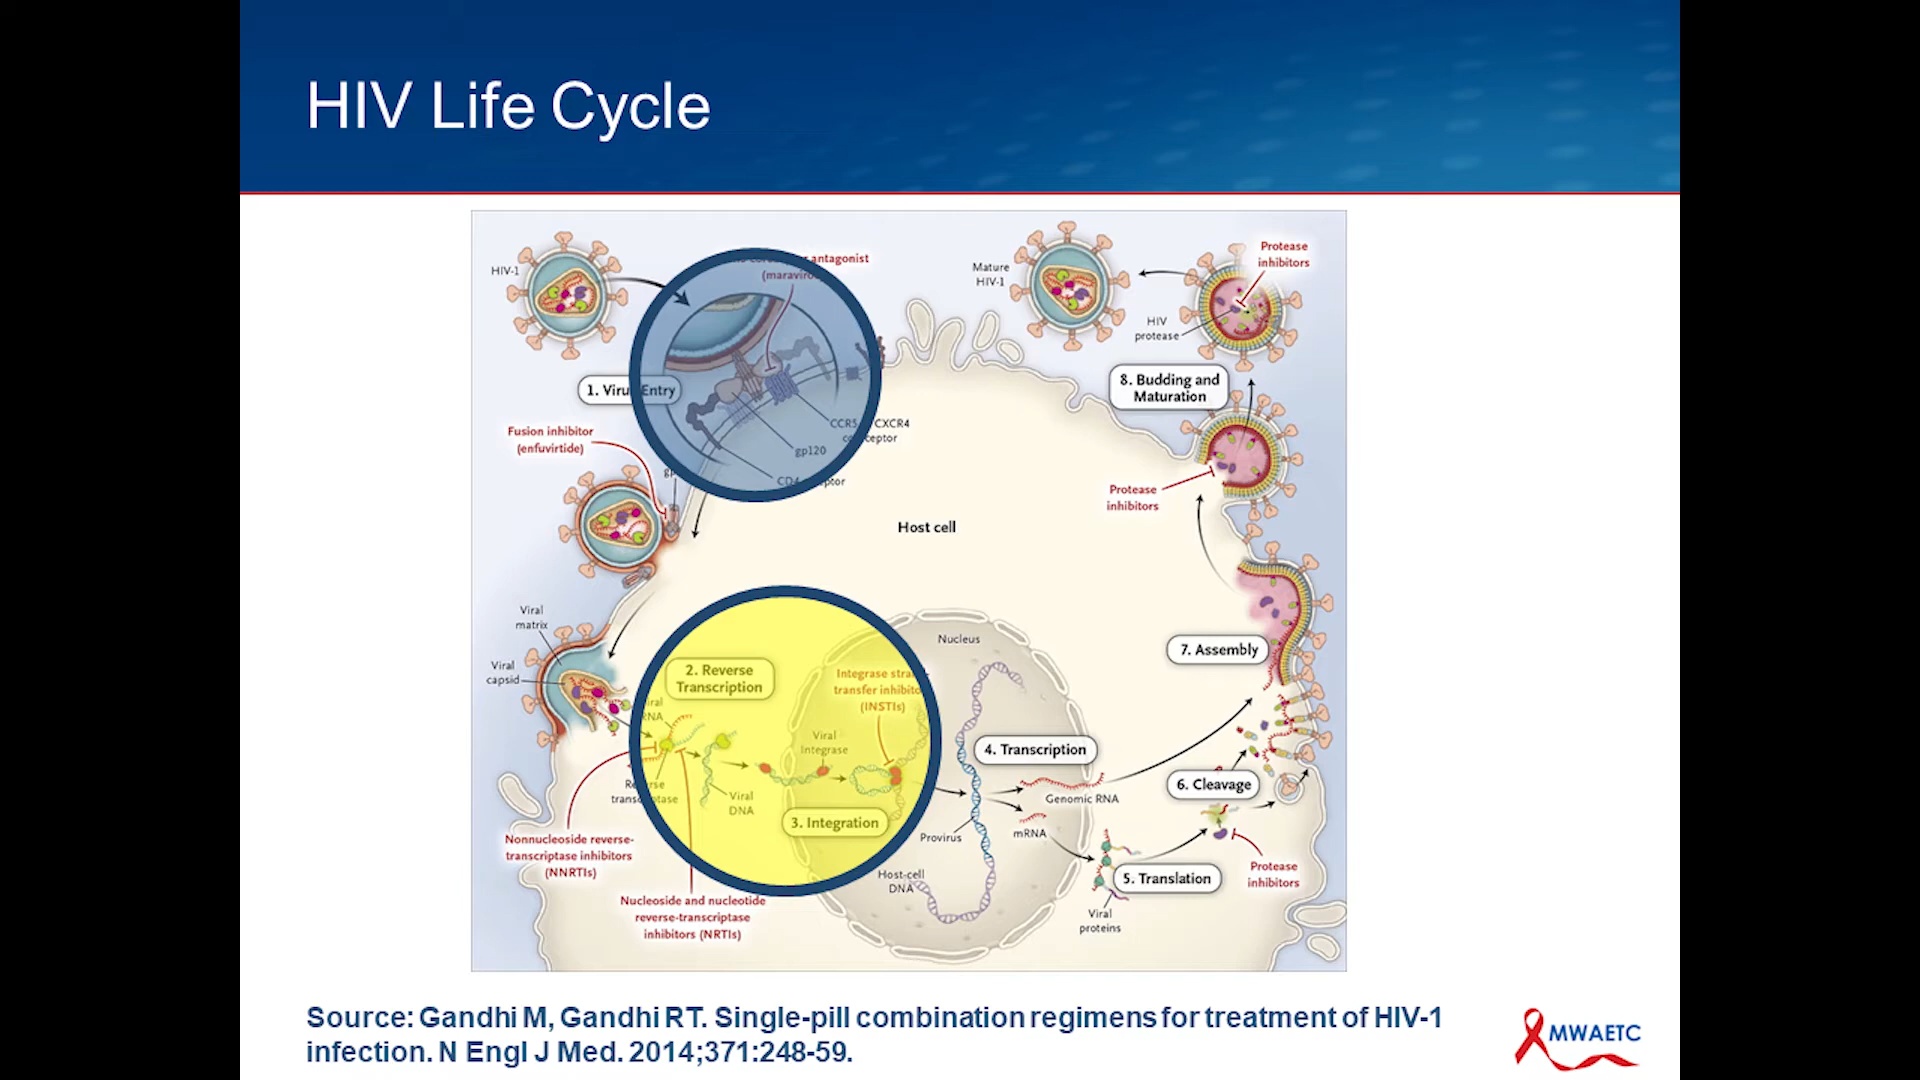 HIV Life Cycle
HIV-1
antagonist
1. Virus Entry
CCR5
CXCR4
gp120
Fusion inhibitor
(enfuvirtide)
Host cell
Mature
HIV-1
Protease
inhibitors
HIV
protease
8. Budding and
Maturation
Protease
inhibitors
Viral
matrix
Viral
capsid
2. Reverse
Transcription
Integrase
transfer
(INSTIs)
Viral
Integrase
Viral
DNA
3. Integration
Nonnucleoside reverse-
transcriptase inhibitors
(NNRTIs)
Nucleoside and nucleotide
reverse-transcriptase
inhibitors (NRTIs)
Nucleus
4. Transcription
Genomic RNA
mRNA
Provirus
Host-cell
DNA
5. Translation
Viral
proteins
6. Cleavage
Protease
inhibitors
7. Assembly
Source: Gandhi M, Gandhi RT. Single-pill combination regimens for treatment of HIV-1
infection. N Engl J Med. 2014;371:248-59.
MWAETC